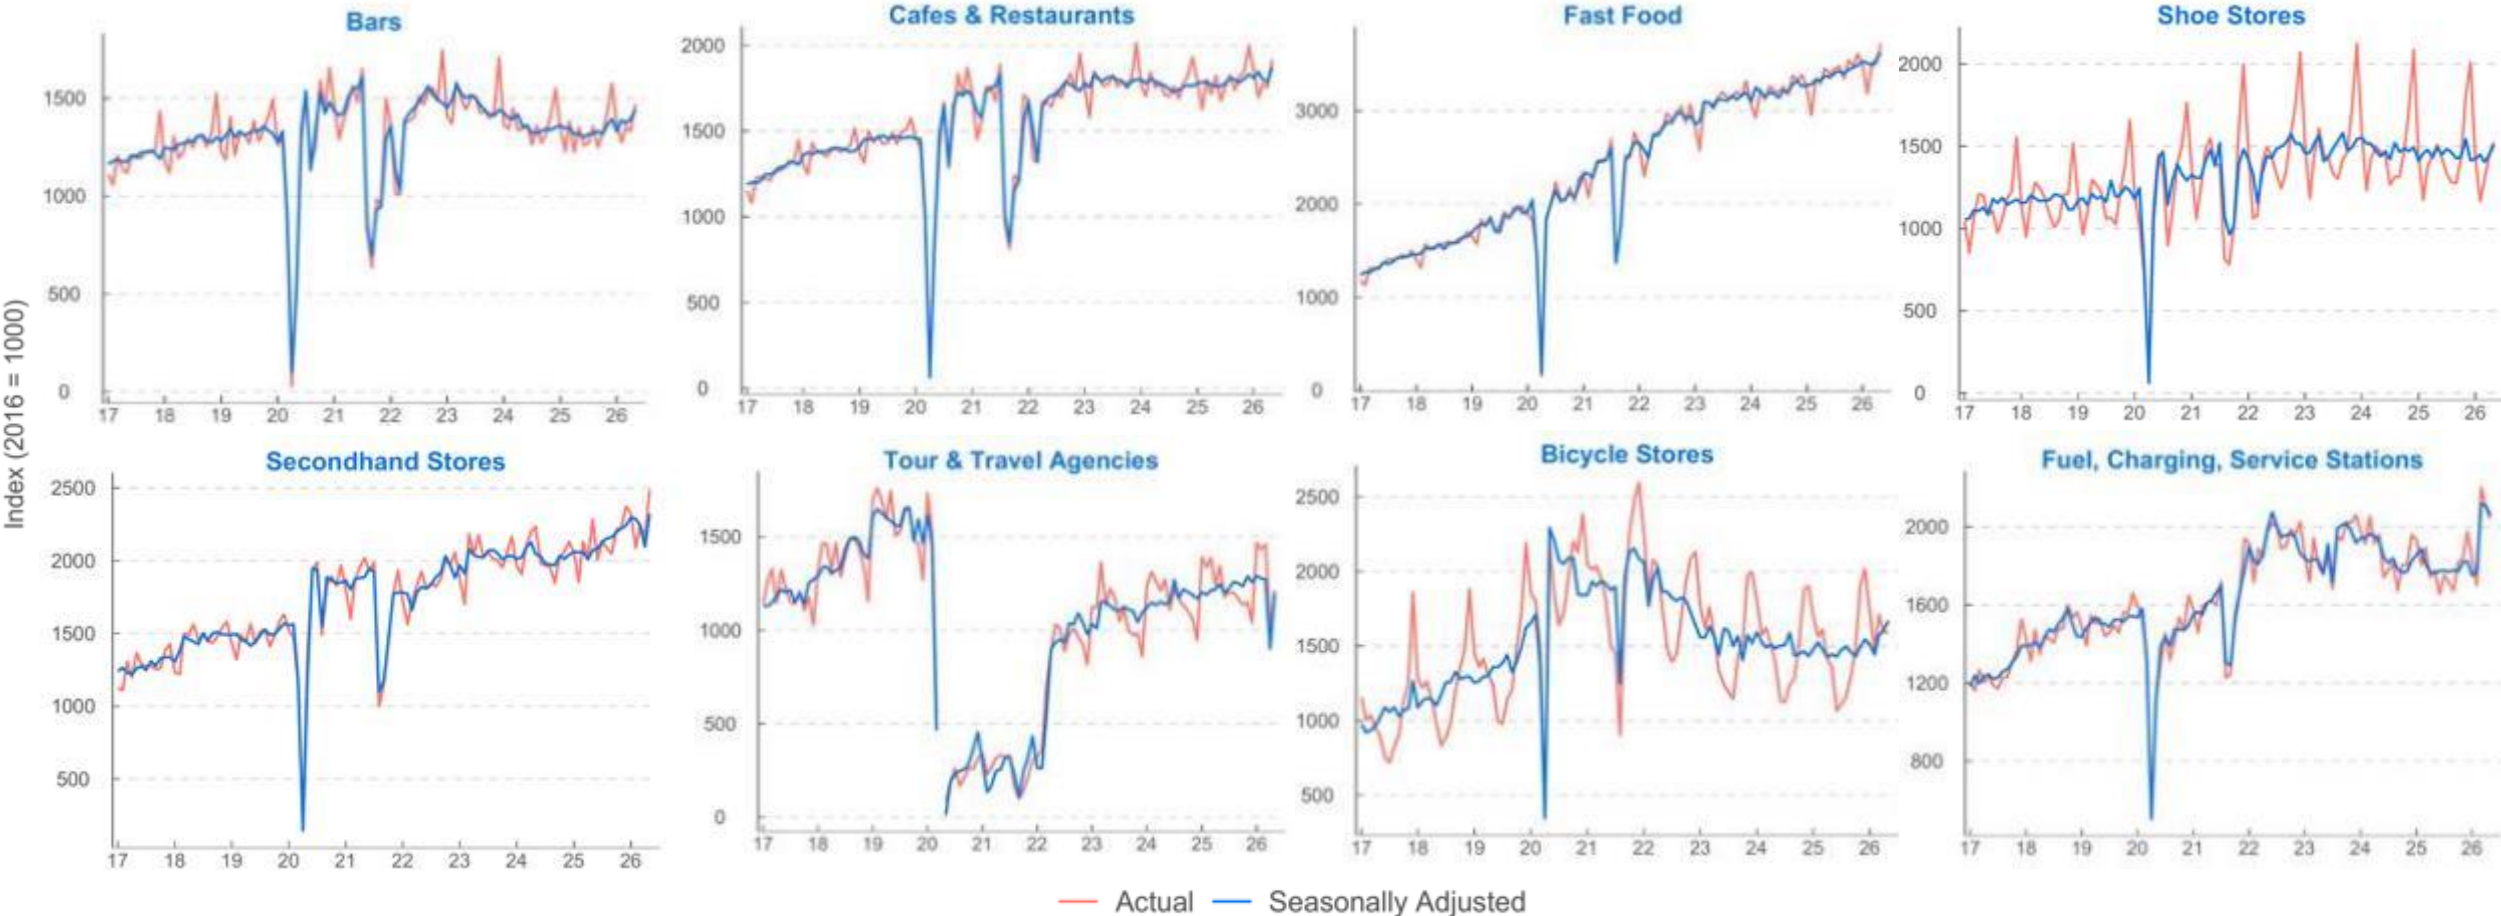 Bars
Cafes & Restaurants
Fast Food
Shoe Stores
1500
1000
500
0
17 18 19 20 21 22 23 24 25 26
2000
1500
1000
500
0
17 18 19 20 21 22 23 24 25 26
3000
2000
1000
0
17 18 19 20 21 22 23 24 25 26
2000
1500
1000
500
0
17 18 19 20 21 22 23 24 25 26
Index (2016 = 1000)
Secondhand Stores
Tour & Travel Agencies
Bicycle Stores
Fuel, Charging, Service Stations
2500
2000
1500
1000
500
17 18 19 20 21 22 23 24 25 26
1500
1000
500
0
17 18 19 20 21 22 23 24 25 26
2500
2000
1500
1000
500
17 18 19 20 21 22 23 24 25 26
2000
1600
1200
800
17 18 19 20 21 22 23 24 25 26
Actual Seasonally Adjusted